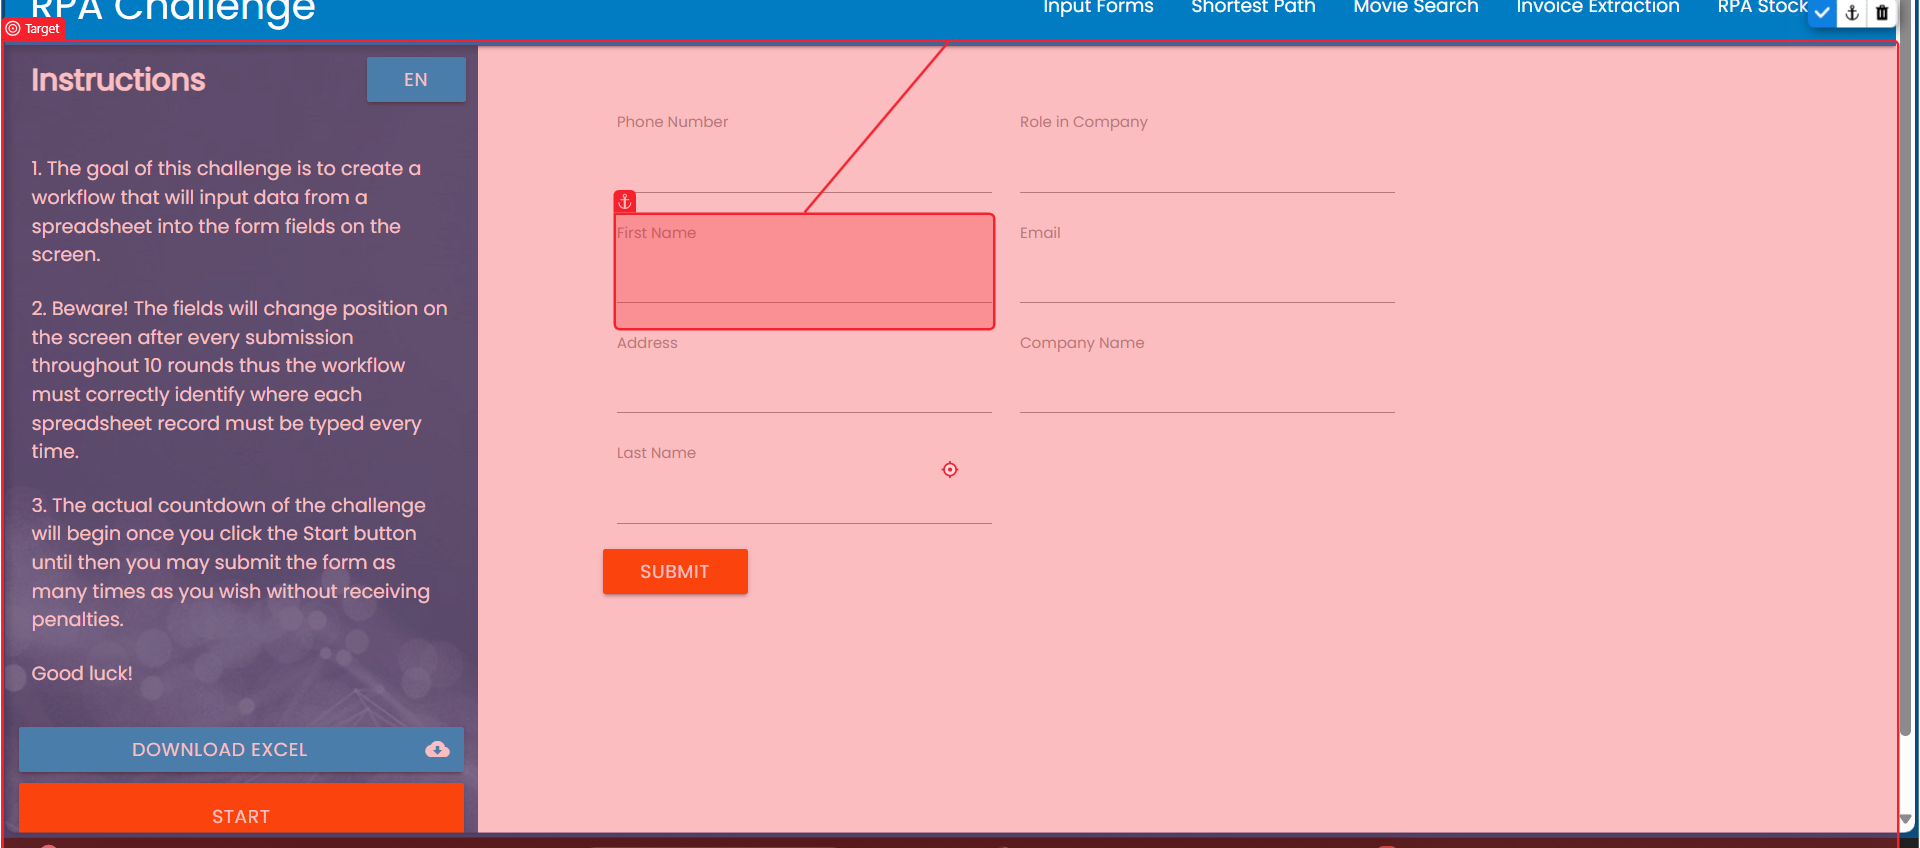 RPA Challenge
Input Forms
Shortest Path
Movie Search
Invoice Extraction
RPA Stock
Target
Instructions
EN
1. The goal of this challenge is to create a
workflow that will input data from a
spreadsheet into the form fields on the
screen.
2. Beware! The fields will change position on
the screen after every submission
throughout 10 rounds thus the workflow
must correctly identify where each
spreadsheet record must be typed every
time.
3. The actual countdown of the challenge
will begin once you click the Start button
until then you may submit the form as
many times as you wish without receiving
penalties.
Good luck!
DOWNLOAD EXCEL
START
Phone Number
Role in Company
First Name
Email
Address
Company Name
Last Name
SUBMIT